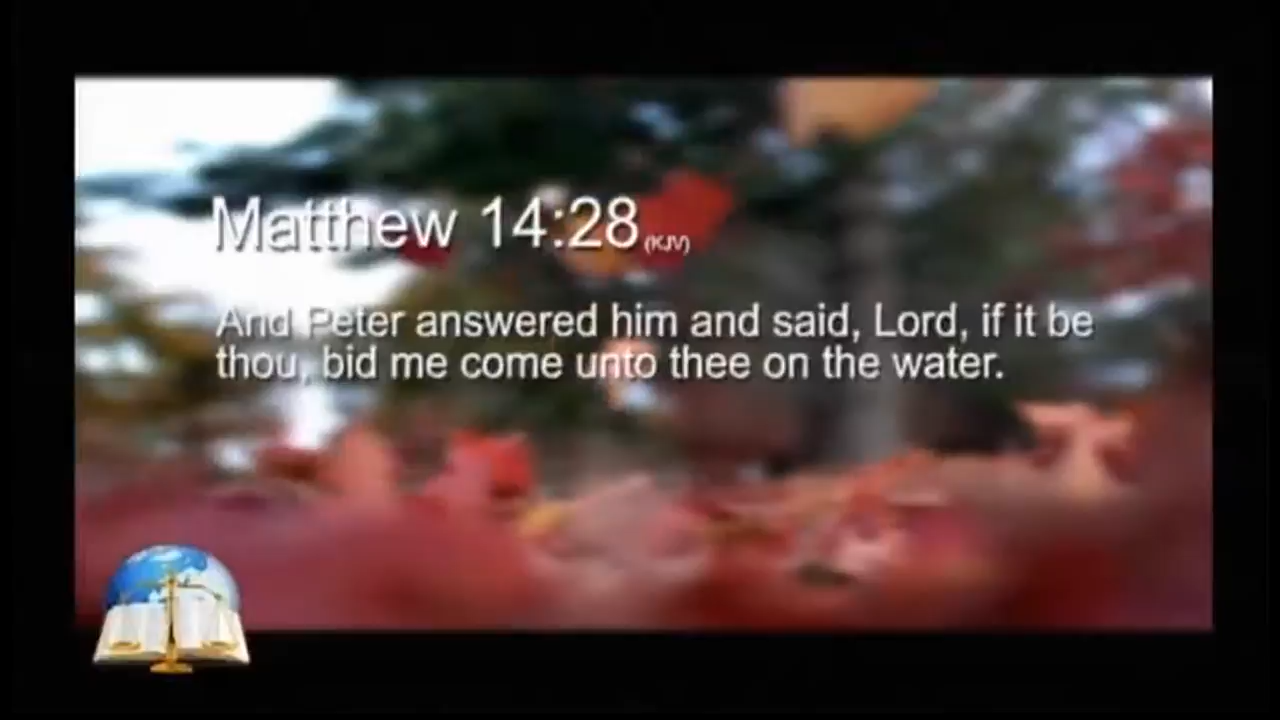 Matthew 14:28 (KJV)
And Peter answered him and said, Lord, if it be
thou, bid me come unto thee on the water.